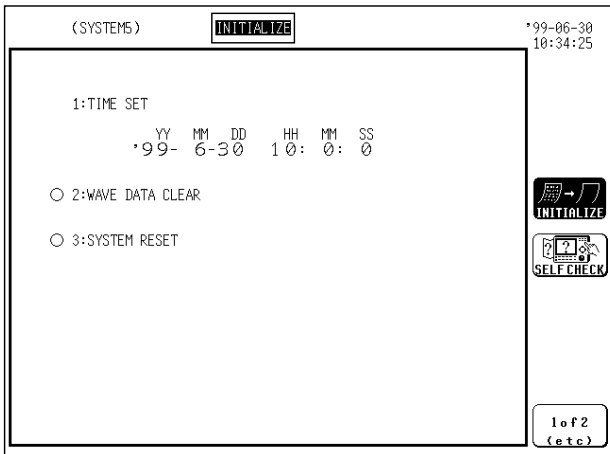 (SYSTEM5) INITIALIZE '99-06-30
10:34:25
1:TIME SET
YY MM DD HH MM SS
'99- 6-30 10: 0: 0
2:WAVE DATA CLEAR
INITIALIZE
3:SYSTEM RESET
? ?
SELF CHECK
1of2
(etc)